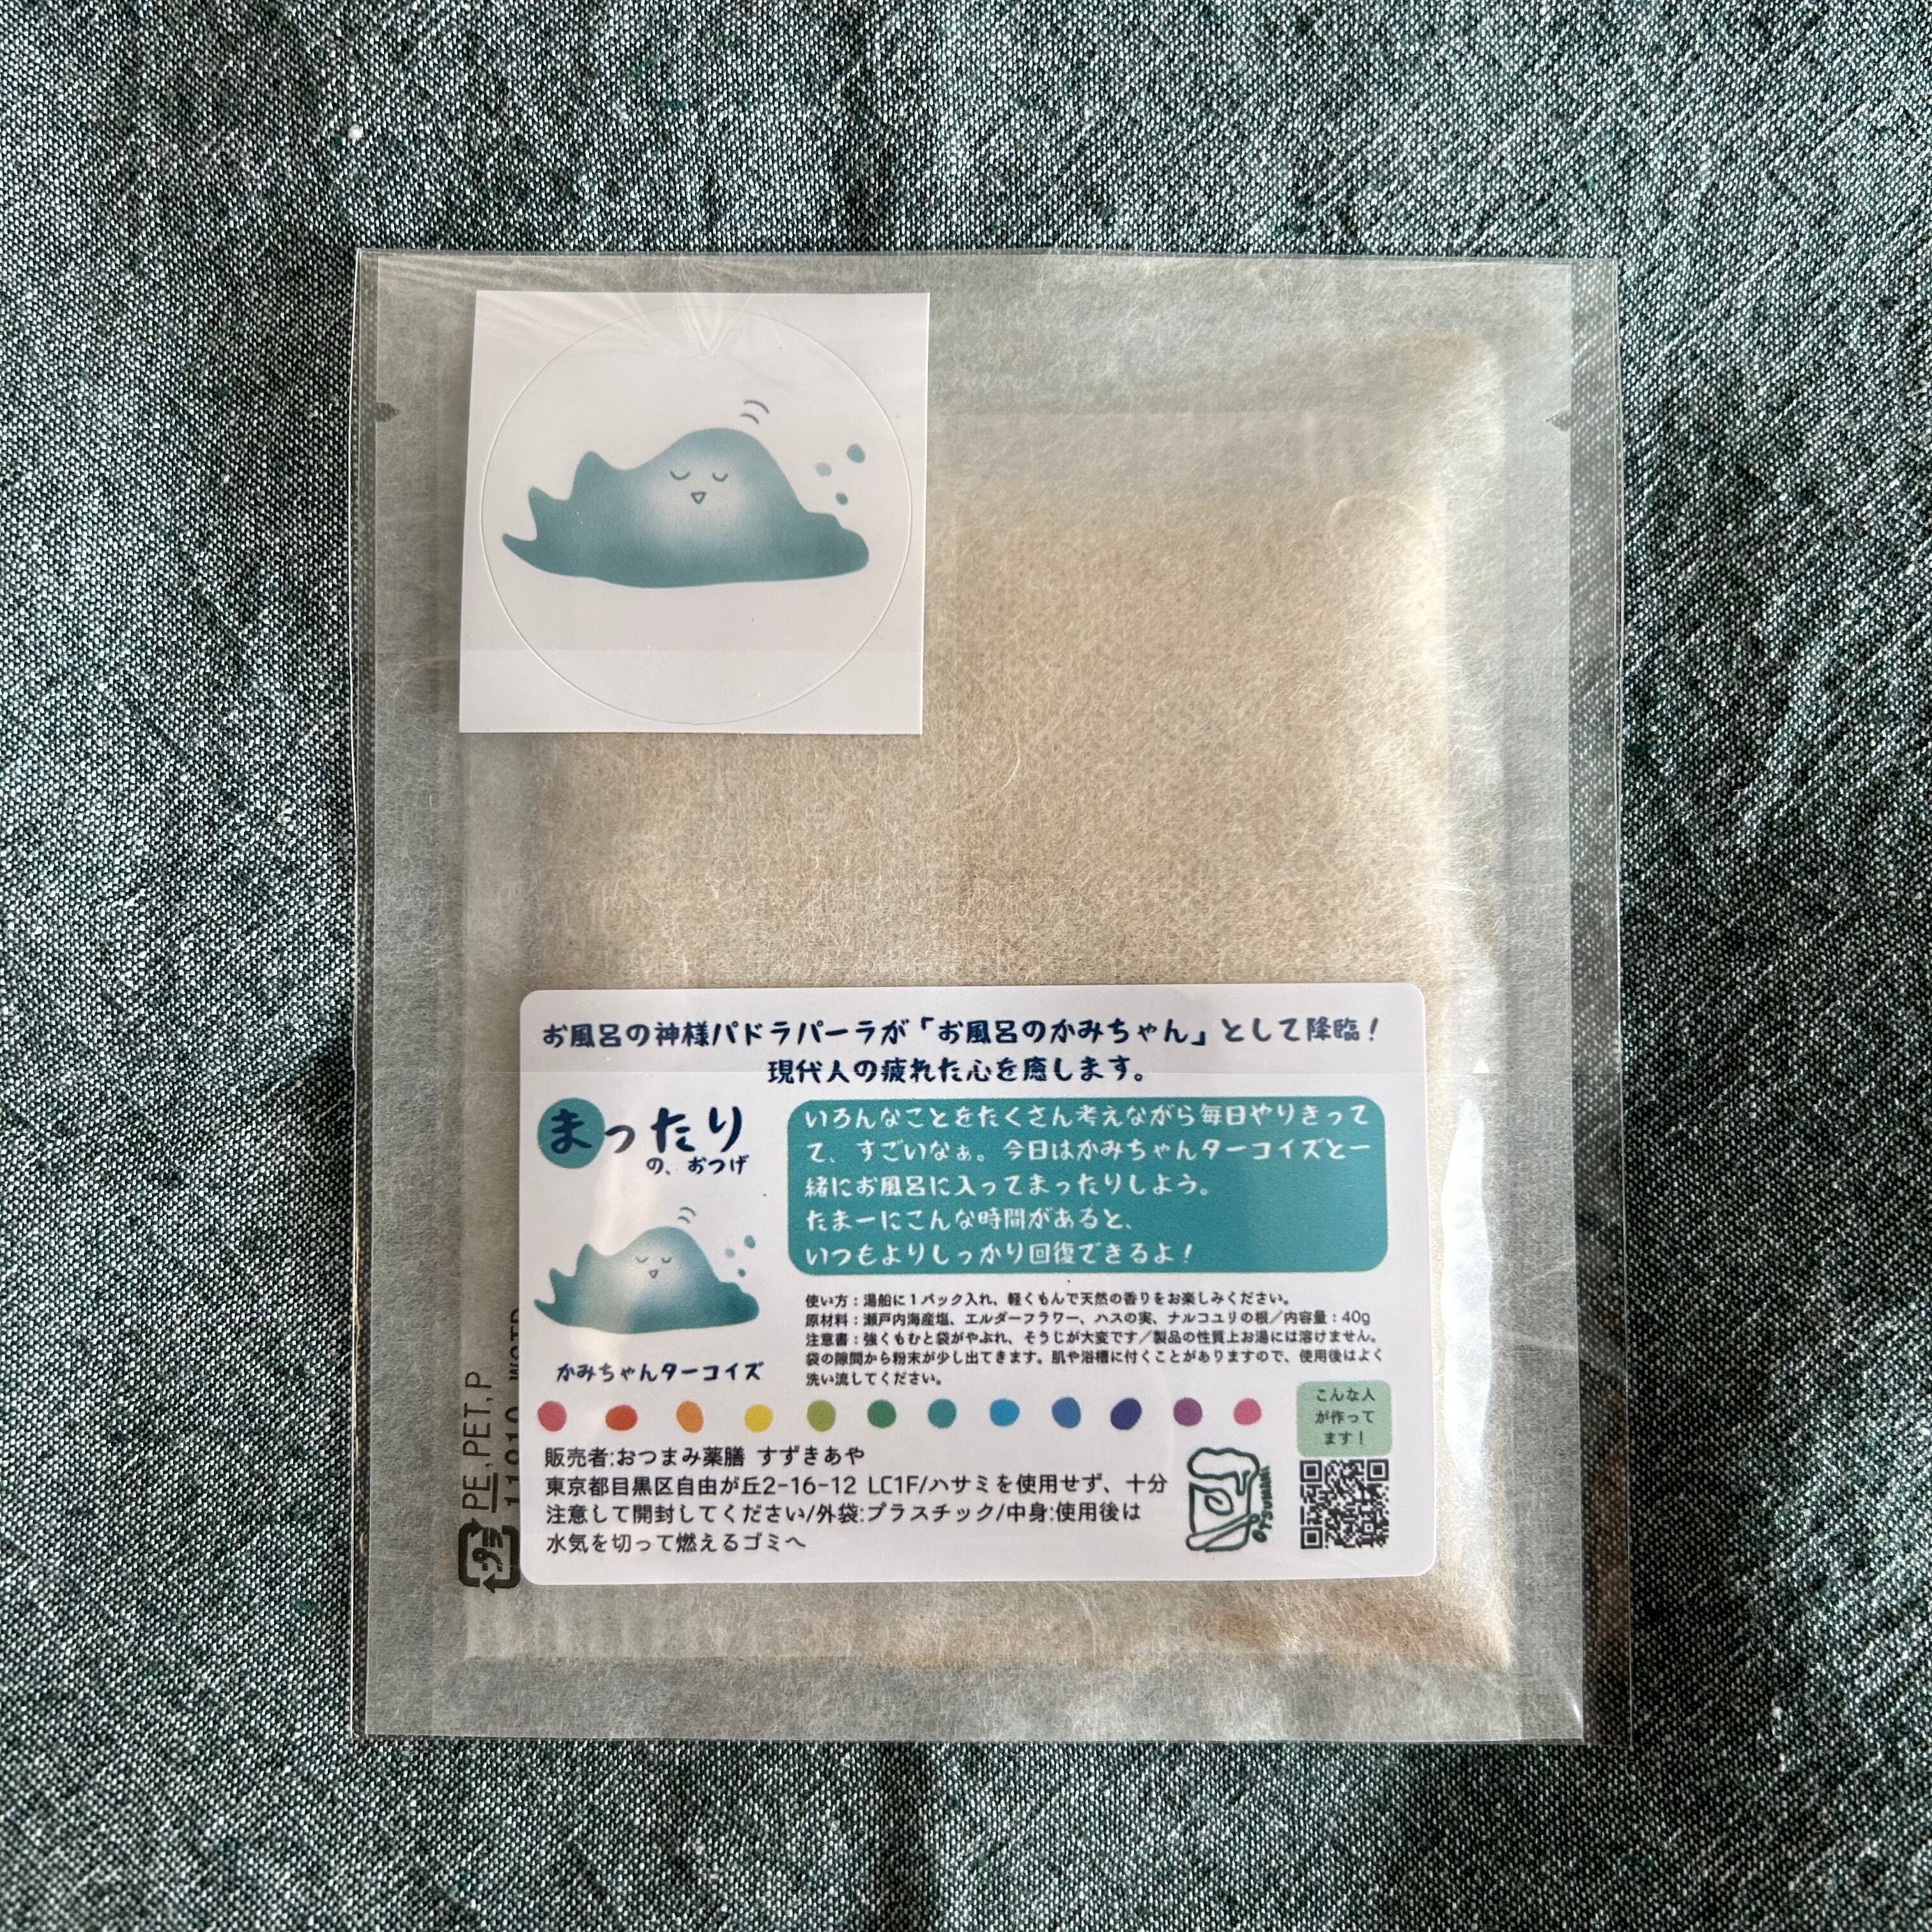 お風呂の神様パドラパーラが「お風呂のかみちゃん」として降臨！
現代人の疲れた心を癒します。
まったり
の、おつげ
いろんなことをたくさん考えながら毎日やりきって
て、すごいなぁ。今日はかみちゃんターコイズと一
緒にお風呂に入ってまったりしよう。
たまーにこんな時間があると、
いつもよりしっかり回復できるよ！
かみちゃんターコイズ
使い方：湯船に１パック入れ、軽くもんで天然の香りをお楽しみください。
原材料：瀬戸内海産塩、エルダーフラワー、ハスの実、ナルコユリの根／内容量：40g
注意書：強くもむと袋がやぶれ、そうじが大変です／製品の性質上お湯には溶けません。
袋の隙間から粉末が少し出てきます。肌や浴槽に付くことがありますので、使用後はよく
洗い流してください。
こんな人
が作って
ます！
販売者:おつまみ薬膳 すずきあや
東京都目黒区自由が丘2-16-12 LC1F/ハサミを使用せず、十分
注意して開封してください/外袋:プラスチック/中身:使用後は
水気を切って燃えるゴミへ
OTSUMAMI
PE,PET,P